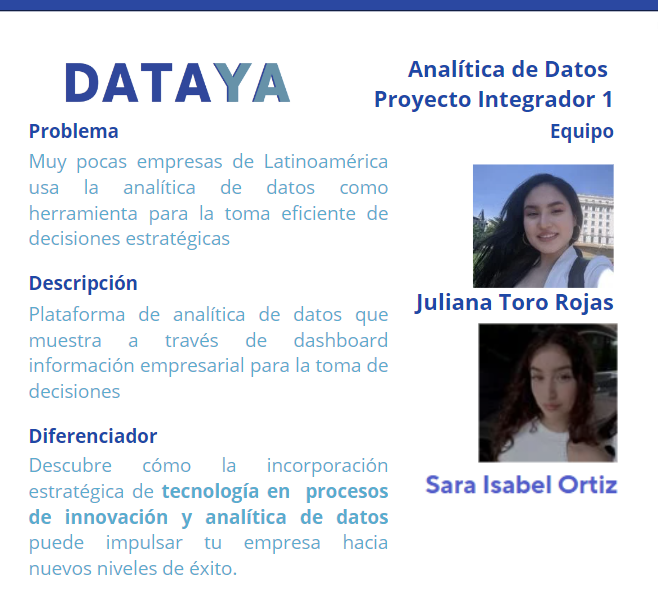 DATAYA
Analítica de Datos
Proyecto Integrador 1
Problema
Muy pocas empresas de Latinoamérica
usa la analítica de datos como
herramienta para la toma eficiente de
decisiones estratégicas
Descripción
Plataforma de analítica de datos que
muestra a través de dashboard
información empresarial para la toma de
decisiones
Diferenciador
Descubre cómo la incorporación
estratégica de tecnología en procesos
de innovación y analítica de datos
puede impulsar tu empresa hacia
nuevos niveles de éxito.
Equipo
Juliana Toro Rojas
Sara Isabel Ortiz